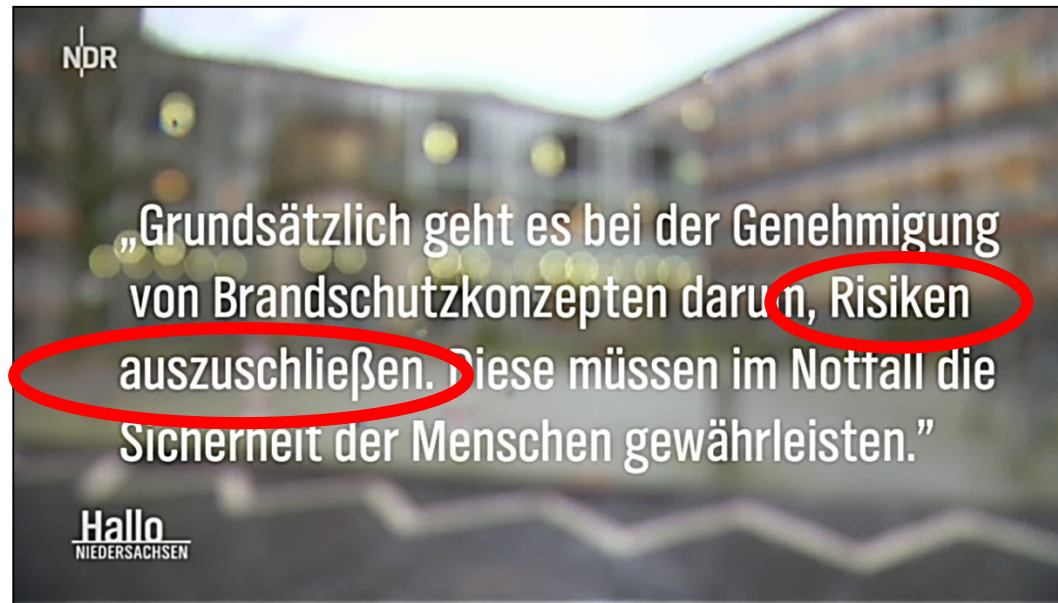 NDR
„Grundsätzlich geht es bei der Genehmigung
von Brandschutzkonzepten darum, Risiken
auszuschließen. Diese müssen im Notfall die
Sicherheit der Menschen gewährleisten.”
Hallo
NIEDERSACHSEN